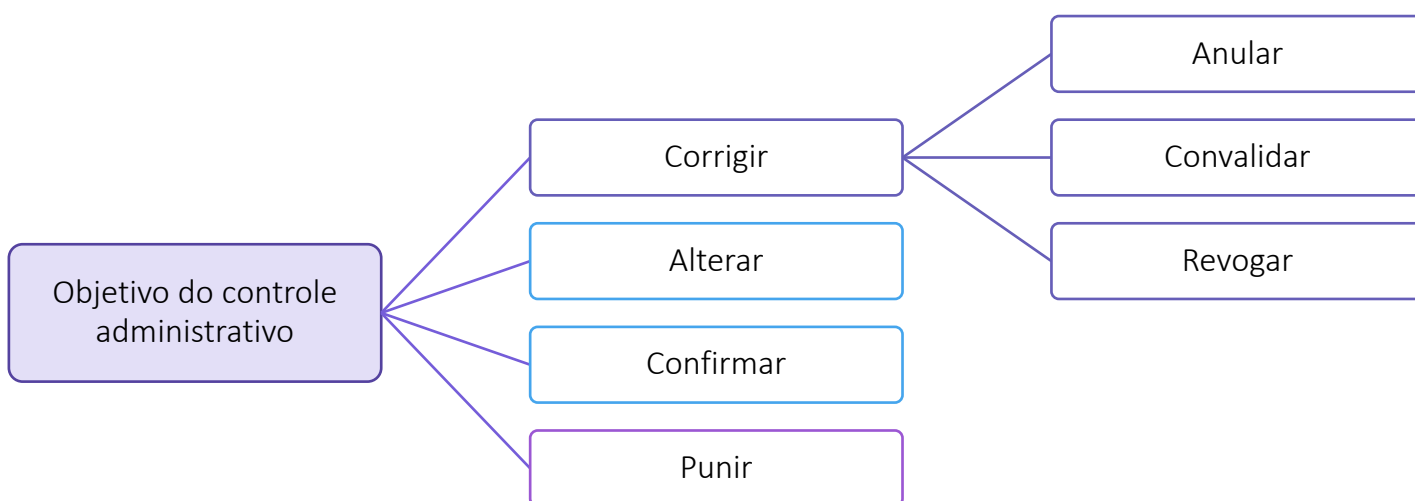 Objetivo do controle
administrativo
Corrigir
Alterar
Confirmar
Punir
Anular
Convalidar
Revogar